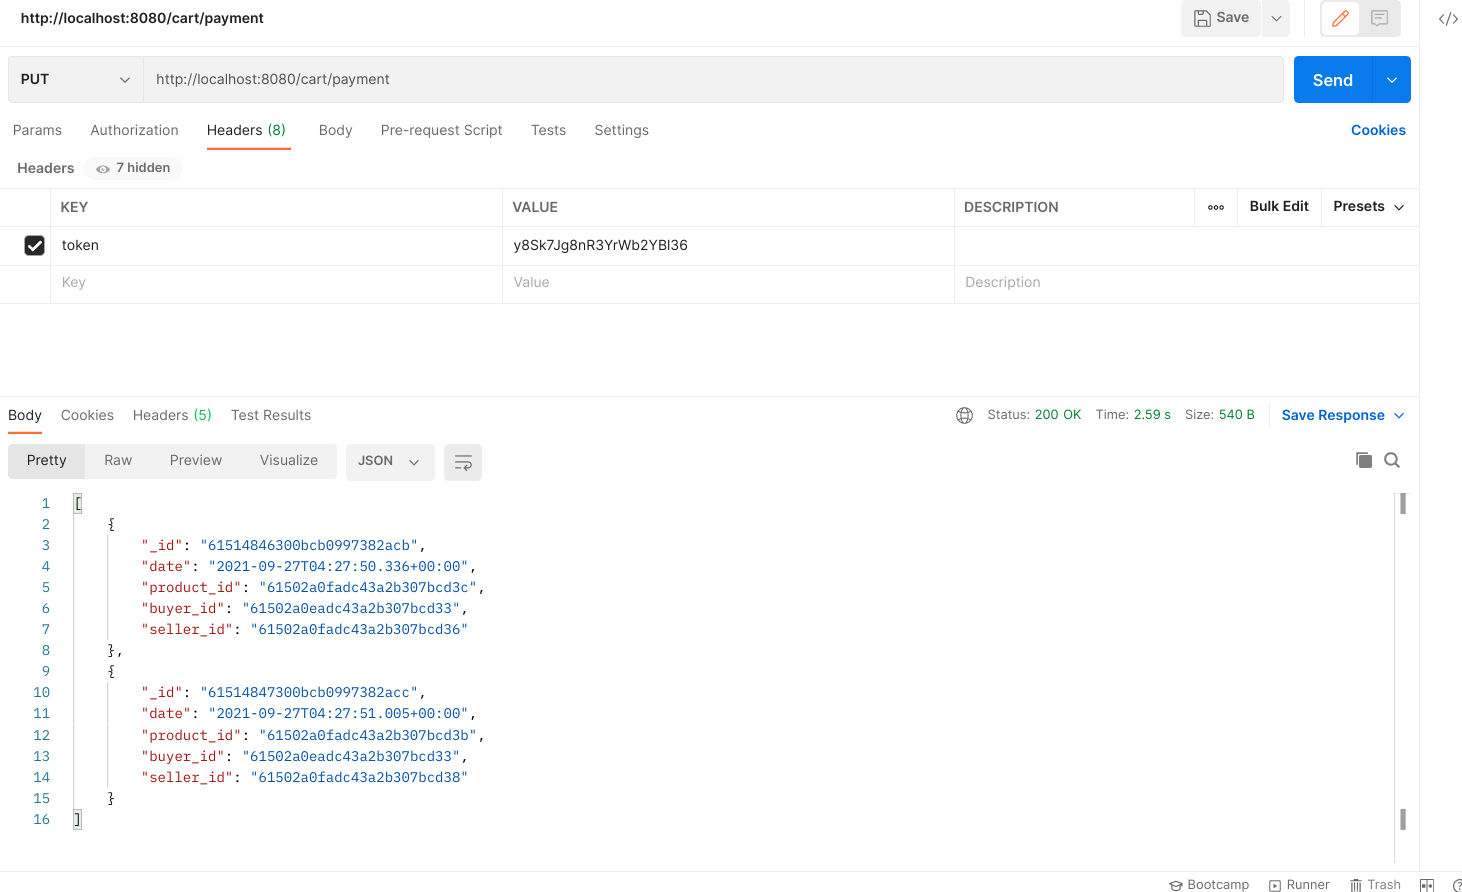 http://localhost:8080/cart/payment Save </>
PUT http://localhost:8080/cart/payment Send
Params Authorization Headers (8) Body Pre-request Script Tests Settings Cookies
Headers 7 hidden
KEY VALUE DESCRIPTION ooo Bulk Edit Presets
token y8Sk7Jg8nR3YrWb2YBl36
Key Value Description
Body Cookies Headers (5) Test Results Status: 200 OK Time: 2.59 s Size: 540 B Save Response
Pretty Raw Preview Visualize JSON
1 [
2 {
3 "_id": "61514846300bcb0997382acb",
4 "date": "2021-09-27T04:27:50.336+00:00",
5 "product_id": "61502a0fadc43a2b307bcd3c",
6 "buyer_id": "61502a0eadc43a2b307bcd33",
7 "seller_id": "61502a0fadc43a2b307bcd36"
8 },
9 {
10 "_id": "61514847300bcb0997382acc",
11 "date": "2021-09-27T04:27:51.005+00:00",
12 "product_id": "61502a0fadc43a2b307bcd3b",
13 "buyer_id": "61502a0eadc43a2b307bcd33",
14 "seller_id": "61502a0fadc43a2b307bcd38"
15 }
16 ]
Bootcamp Runner Trash